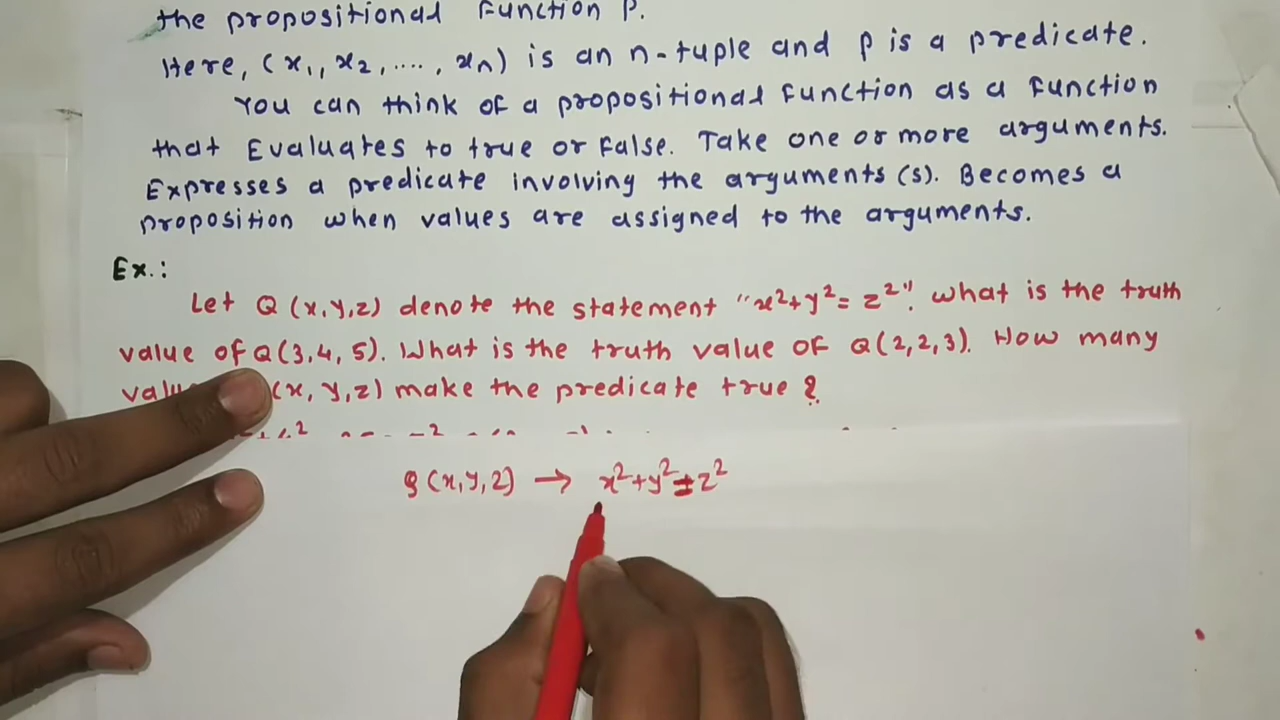 the propositional function P.
Here, (x₁, x₂, ...., xₙ) is an n-tuple and P is a predicate.
You can think of a propositional function as a function
that Evaluates to true or False. Take one or more arguments.
Expresses a predicate involving the arguments(s). Becomes a
proposition when values are assigned to the arguments.
Ex.:
Let Q (x,y,z) denote the statement "x²+y²=z²". What is the truth
value of Q(3,4,5). What is the truth value of Q(2,2,3). How many
(x, y, z) make the predicate true?
Q (x,y,z) → x²+y²=z²